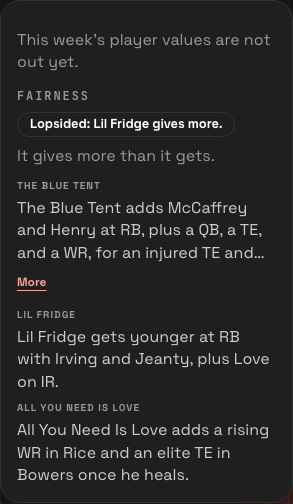 This week's player values are not
out yet.
FAIRNESS
Lopsided: Lil Fridge gives more.
It gives more than it gets.
THE BLUE TENT
The Blue Tent adds McCaffrey
and Henry at RB, plus a QB, a TE,
and a WR, for an injured TE and...
More
LIL FRIDGE
Lil Fridge gets younger at RB
with Irving and Jeanty, plus Love
on IR.
ALL YOU NEED IS LOVE
All You Need Is Love adds a rising
WR in Rice and an elite TE in
Bowers once he heals.